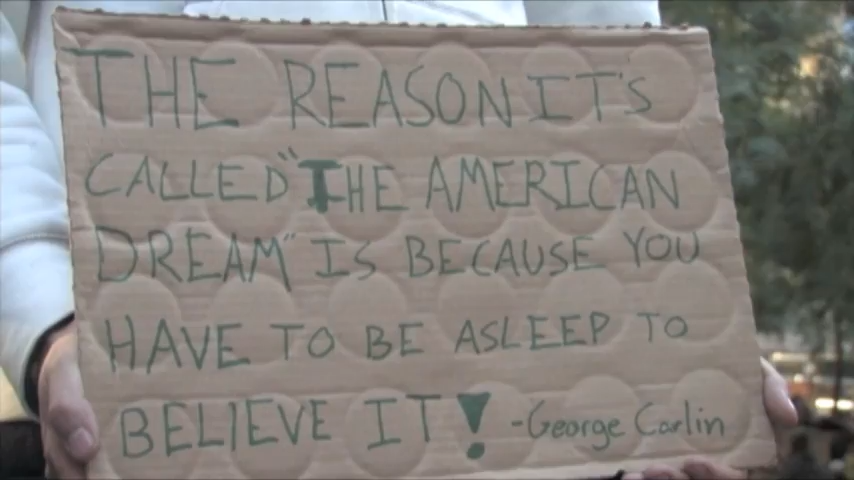 THE REASON IT'S
CALLED "THE AMERICAN
DREAM" IS BECAUSE YOU
HAVE TO BE ASLEEP TO
BELIEVE IT! -George Carlin